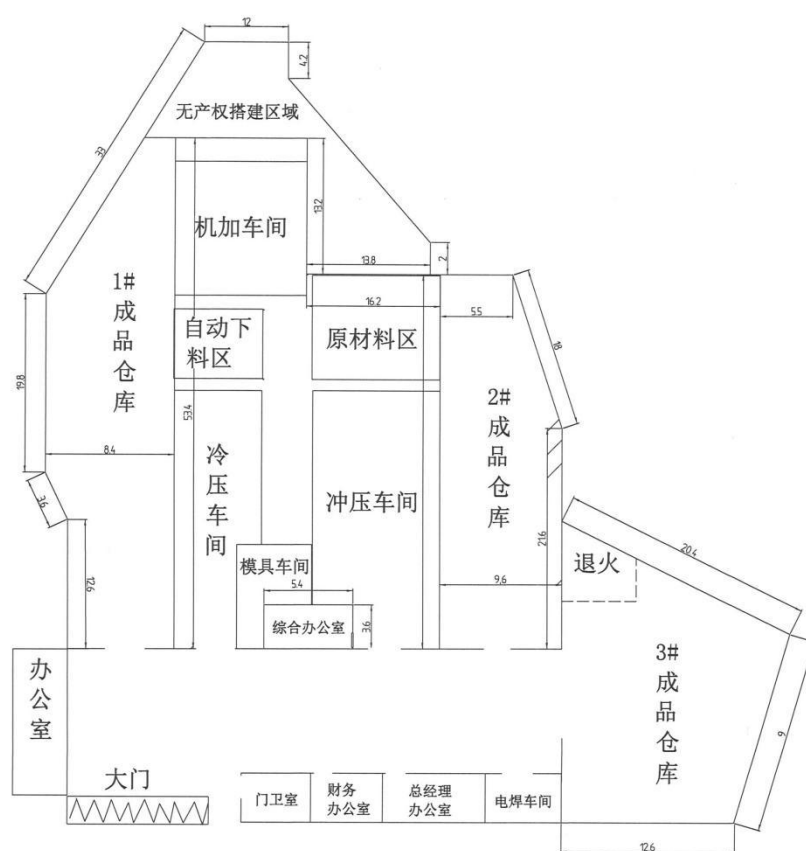 12
4.2
无产权搭建区域
33
13.2
机加车间
2
13.8
1#
成
品
仓
库
16.2
5.5
自动下
料区
原材料区
18
19.8
53.4
2#
成
品
仓
库
8.4
冷
压
车
间
冲压车间
3.6
21.6
20.4
12.6
模具车间
退火
5.4
9.6
综合办公室
3.6
办
公
室
3#
成
品
仓
库
9
大门
门卫室
财务
办公室
总经理
办公室
电焊车间
12.6